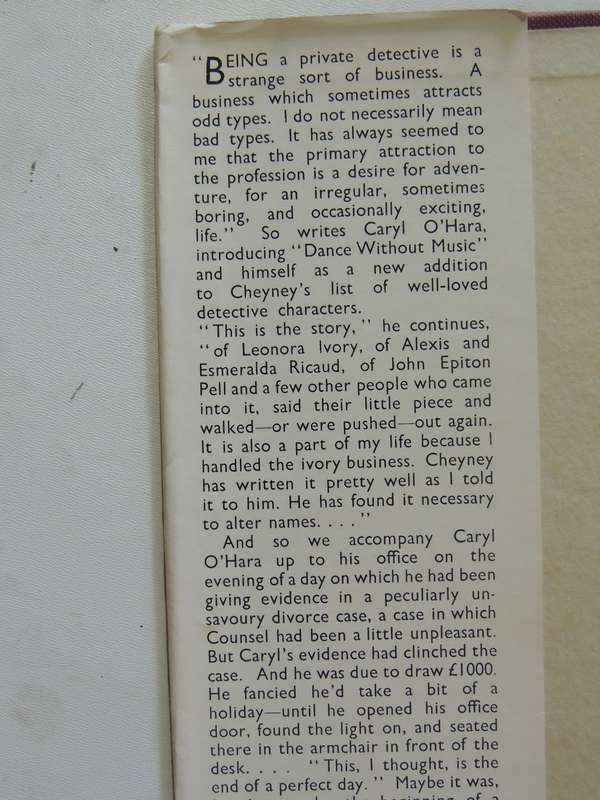 “BEING a private detective is a
strange sort of business. A
business which sometimes attracts
odd types. I do not necessarily mean
bad types. It has always seemed to
me that the primary attraction to
the profession is a desire for adven-
ture, for an irregular, sometimes
boring, and occasionally exciting,
life.” So writes Caryl O’Hara,
introducing “Dance Without Music”
and himself as a new addition
to Cheyney’s list of well-loved
detective characters.
“This is the story,” he continues,
“of Leonora Ivory, of Alexis and
Esmeralda Ricaud, of John Epiton
Pell and a few other people who came
into it, said their little piece and
walked—or were pushed—out again.
It is also a part of my life because I
handled the ivory business. Cheyney
has written it pretty well as I told
it to him. He has found it necessary
to alter names. . . .”
And so we accompany Caryl
O’Hara up to his office on the
evening of a day on which he had been
giving evidence in a peculiarly un-
savoury divorce case, a case in which
Counsel had been a little unpleasant.
But Caryl’s evidence had clinched the
case. And he was due to draw £1000.
He fancied he’d take a bit of a
holiday—until he opened his office
door, found the light on, and seated
there in the armchair in front of the
desk. . . . “This, I thought, is the
end of a perfect day.” Maybe it was,
the beginning of a